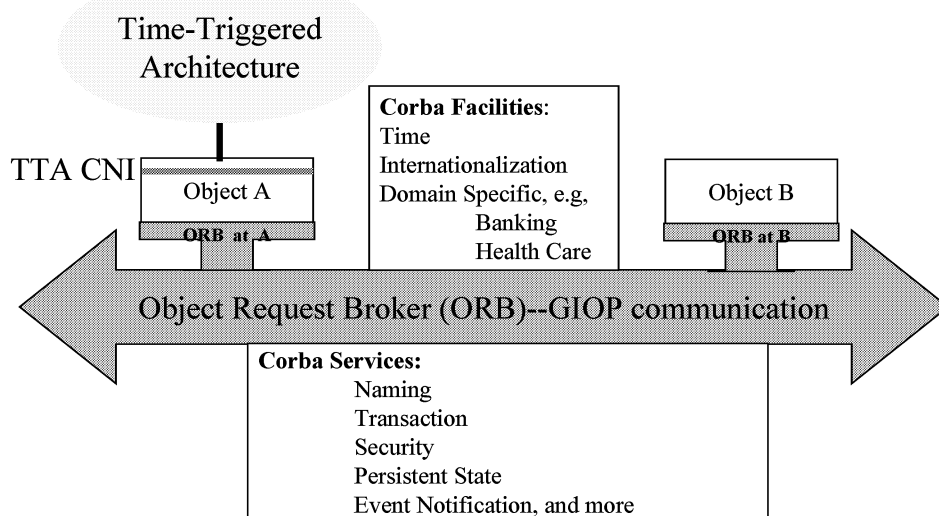 Time-Triggered
Architecture
TTA CNI
Object A
ORB at A
Corba Facilities:
Time
Internationalization
Domain Specific, e.g,
Banking
Health Care
Object B
ORB at B
Object Request Broker (ORB)--GIOP communication
Corba Services:
Naming
Transaction
Security
Persistent State
Event Notification, and more